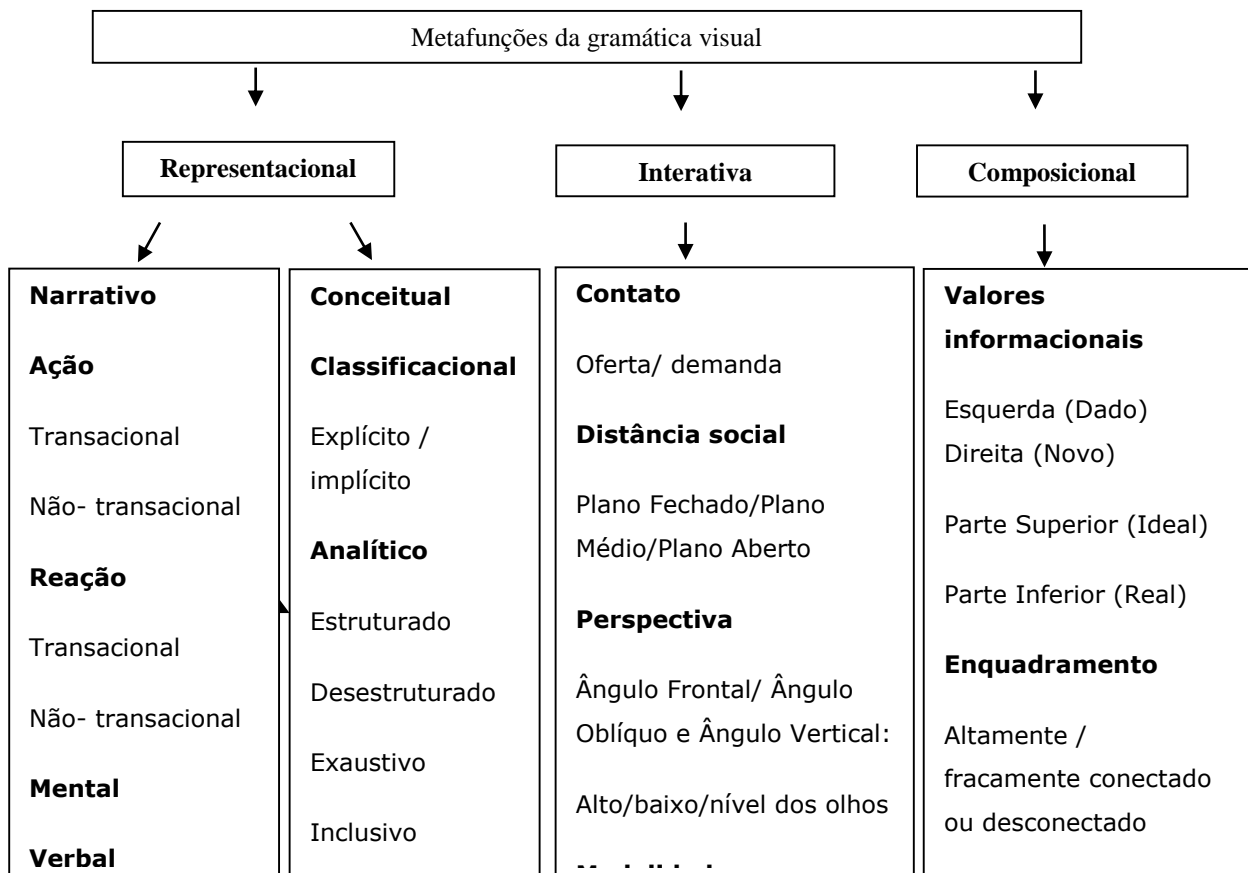 Metafunções da gramática visual
Representacional
Interativa
Composicional
Narrativo
Ação
Transacional
Não- transacional
Reação
Transacional
Não- transacional
Mental
Verbal
Conceitual
Classificacional
Explícito /
implícito
Analítico
Estruturado
Desestruturado
Exaustivo
Inclusivo
Contato
Oferta/ demanda
Distância social
Plano Fechado/Plano
Médio/Plano Aberto
Perspectiva
Ângulo Frontal/ Ângulo
Oblíquo e Ângulo Vertical:
Alto/baixo/nível dos olhos
Valores
informacionais
Esquerda (Dado)
Direita (Novo)
Parte Superior (Ideal)
Parte Inferior (Real)
Enquadramento
Altamente /
fracamente conectado
ou desconectado